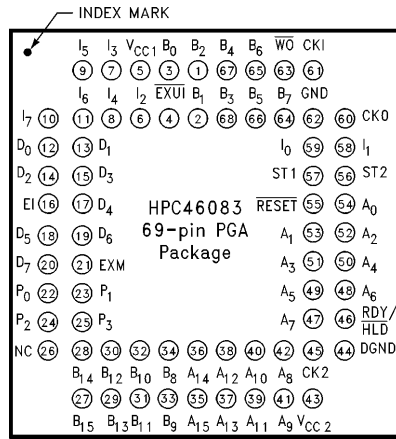 INDEX MARK
I5 I3 VCC1 B0 B2 B4 B6 WO CKI
9 7 5 3 1 67 65 63 61
I6 I4 I2 EXUI B1 B3 B5 B7 GND
I7 10 11 8 6 4 2 68 66 64 62 60 CKO
D0 12 13 D1 I0 59 58 I1
D2 14 15 D3 ST1 57 56 ST2
EI 16 17 D4 HPC46083 RESET 55 54 A0
D5 18 19 D6 69-pin PGA A1 53 52 A2
D7 20 21 EXM Package A3 51 50 A4
P0 22 23 P1 A5 49 48 A6
P2 24 25 P3 A7 47 46 RDY/
HLD
NC 26 28 30 32 34 36 38 40 42 45 44 DGND
B14 B12 B10 B8 A14 A12 A10 A8 CK2
27 29 31 33 35 37 39 41 43
B15 B13 B11 B9 A15 A13 A11 A9 VCC2